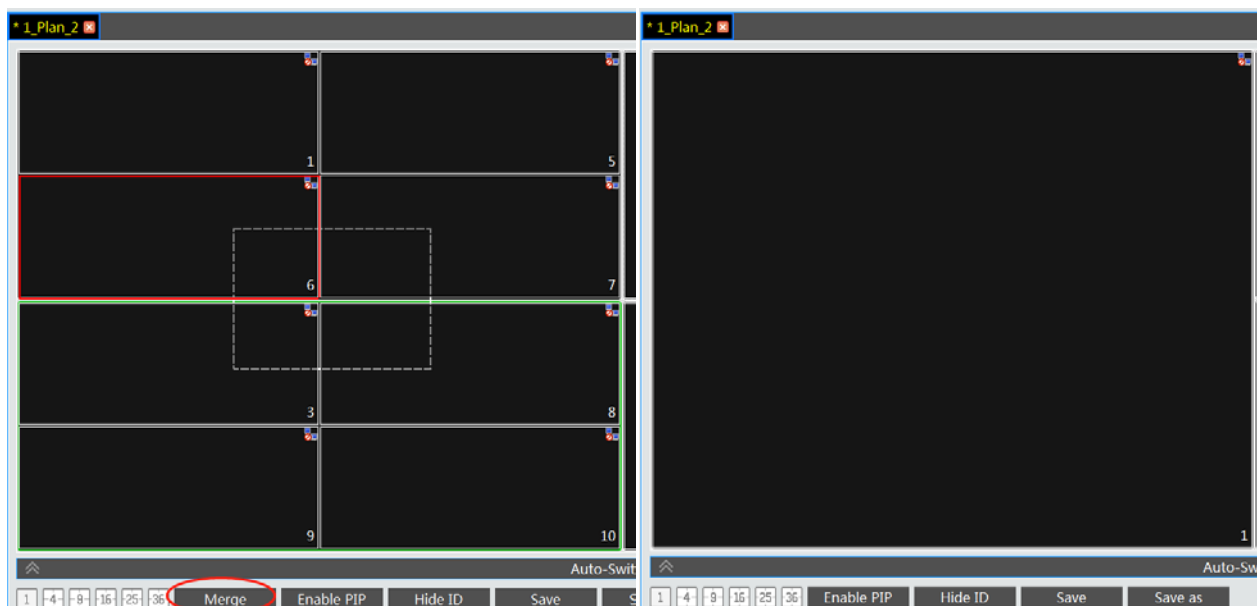 * 1_Plan_2
1
5
6
7
3
8
9
10
Auto-Swit
1 4 9 16 25 36 Merge Enable PIP Hide ID Save S
* 1_Plan_2
1
Auto-Sw
1 4 9 16 25 36 Enable PIP Hide ID Save Save as